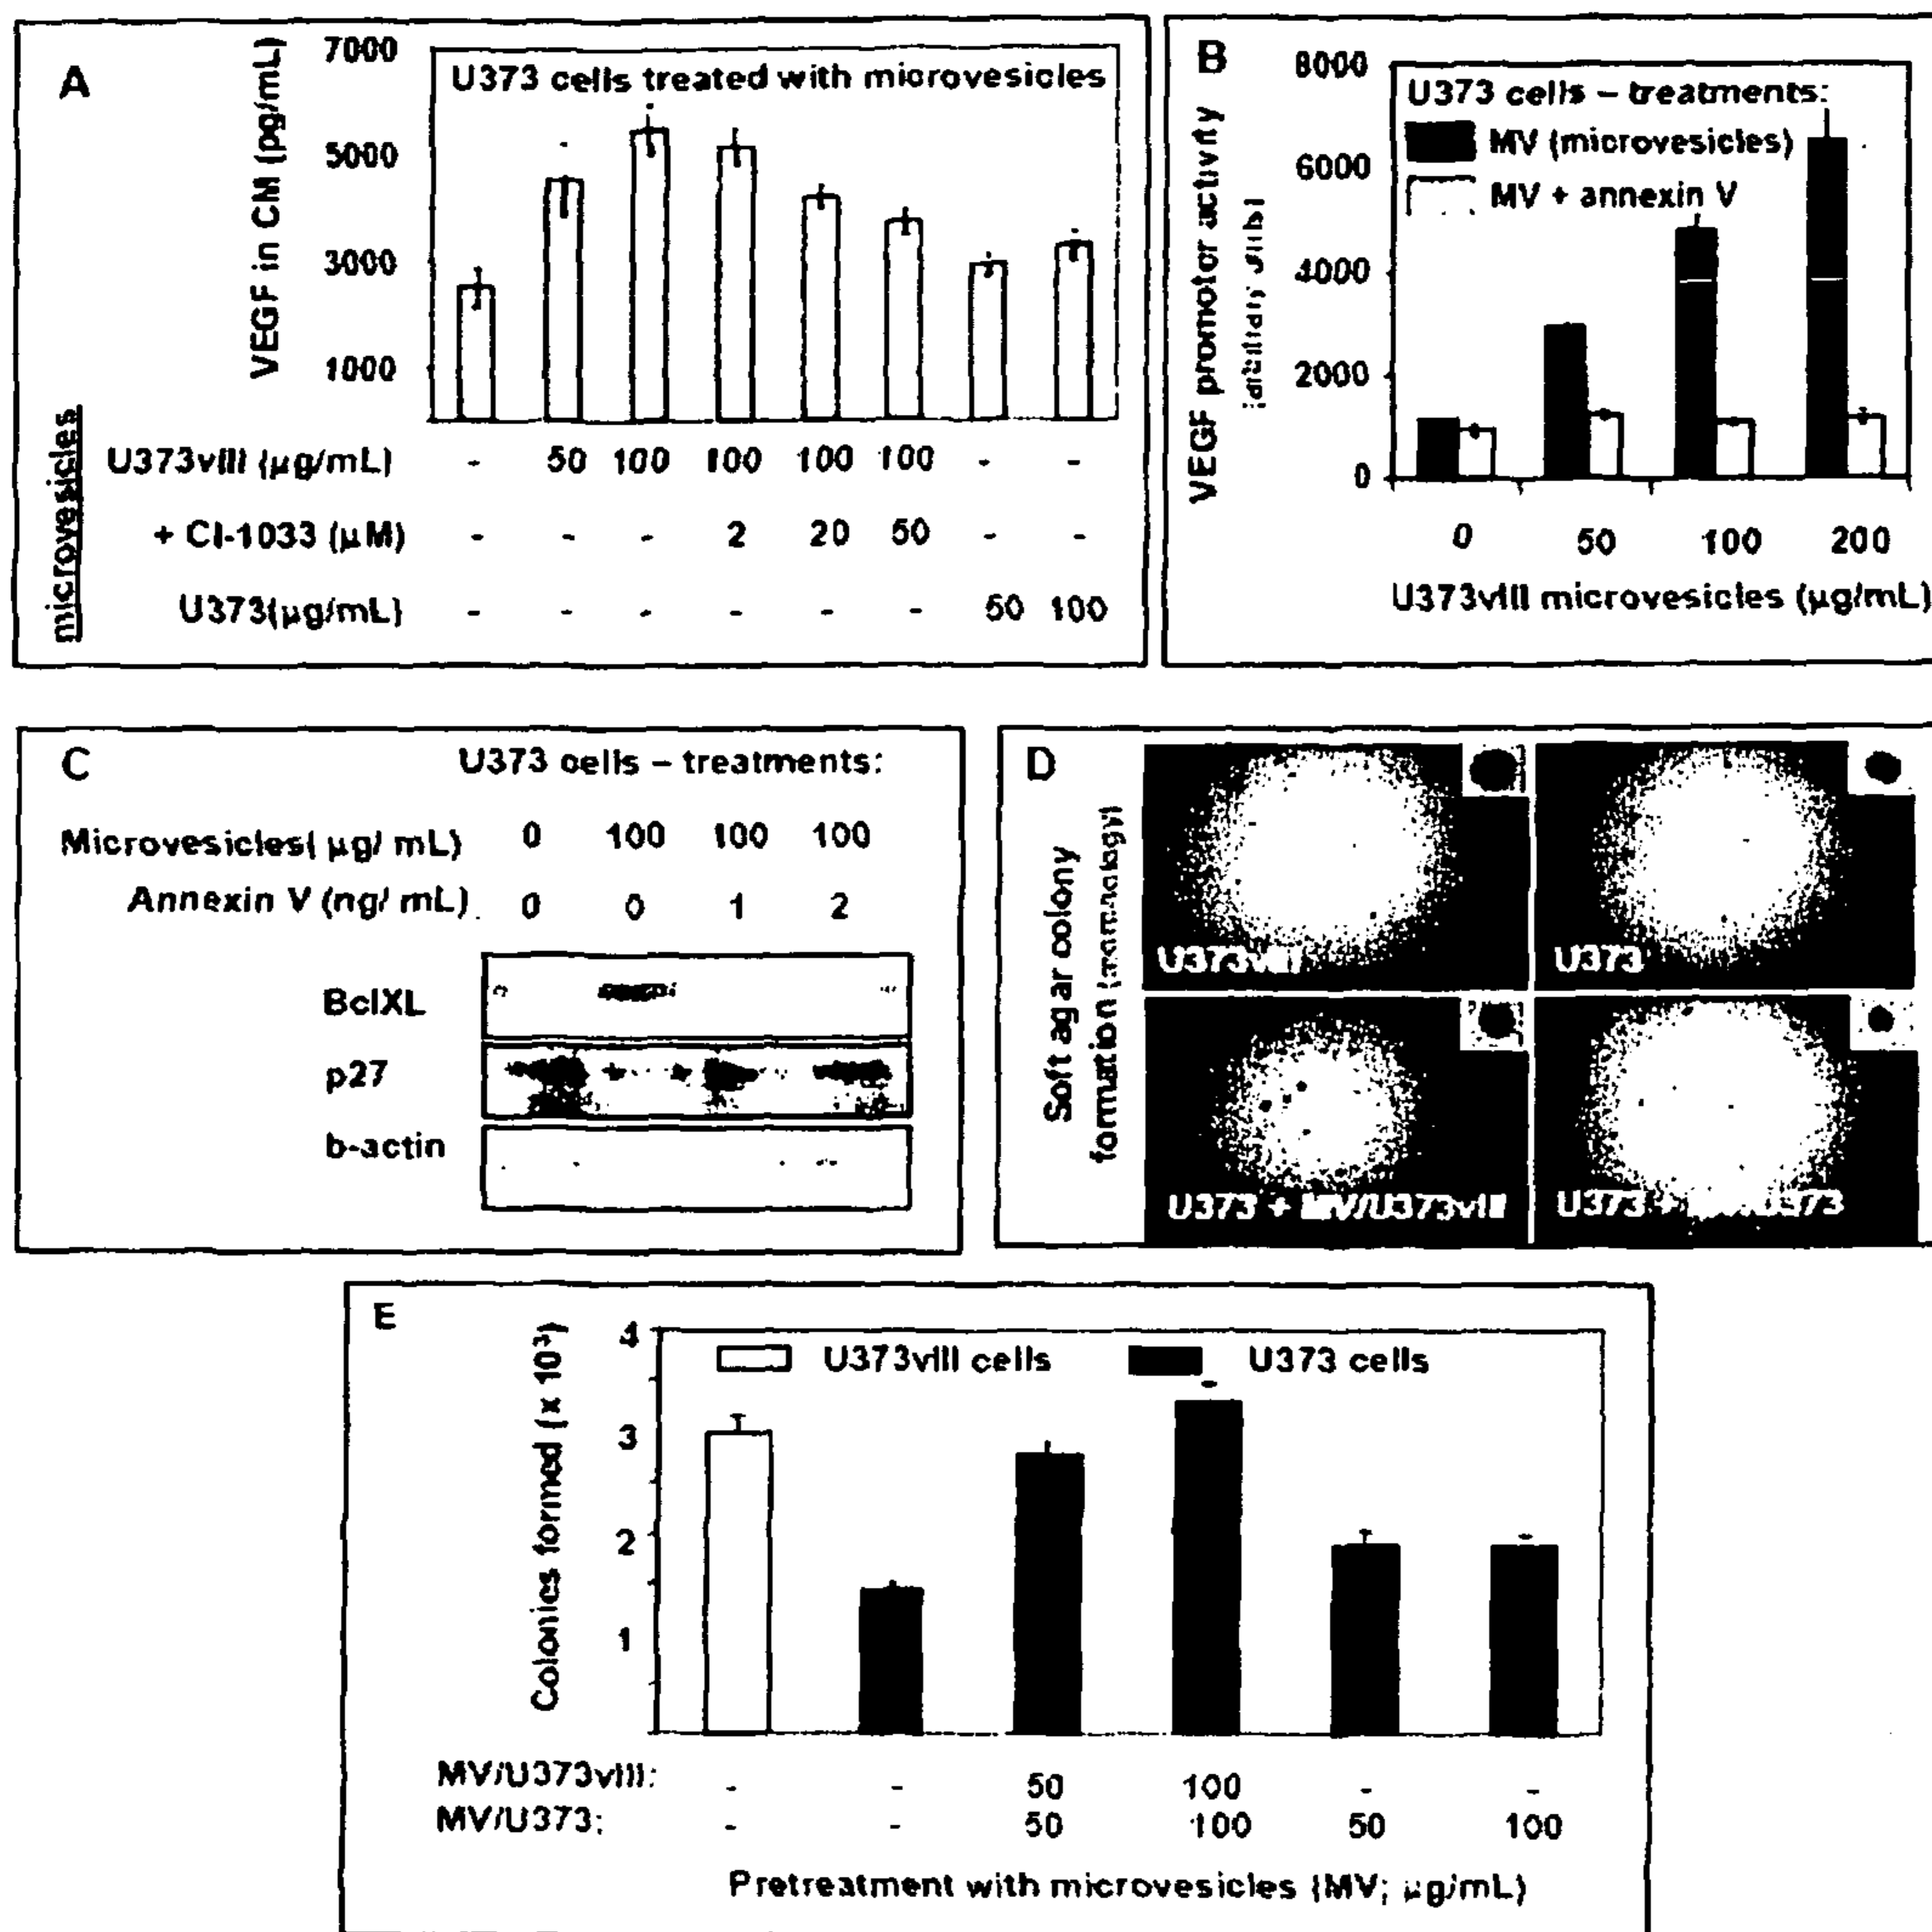 A
VEGF in CM (pg/mL)
7000
5000
3000
1000
U373 cells treated with microvesicles
microvesicles
U373vIII (µg/mL) - 50 100 100 100 100 - -
+ CI-1033 (µM) - - - 2 20 50 - -
U373(µg/mL) - - - - - - 50 100
B
VEGF promotor activity
8000
6000
4000
2000
0
U373 cells – treatments:
MV (microvesicles)
MV + annexin V
0 50 100 200
U373vIII microvesicles (µg/mL)
C
U373 cells – treatments:
Microvesicles( µg/ mL) 0 100 100 100
Annexin V (ng/ mL) 0 0 1 2
BclXL
p27
b-actin
D
Soft agar colony
formation
U373vIII
U373
U373 + MV/U373vIII
U373 + U373
E
Colonies formed (x 10³)
4
3
2
1
U373vIII cells
U373 cells
MV/U373vIII: - - 50 100 - -
MV/U373: - - 50 100 50 100
Pretreatment with microvesicles (MV; µg/mL)